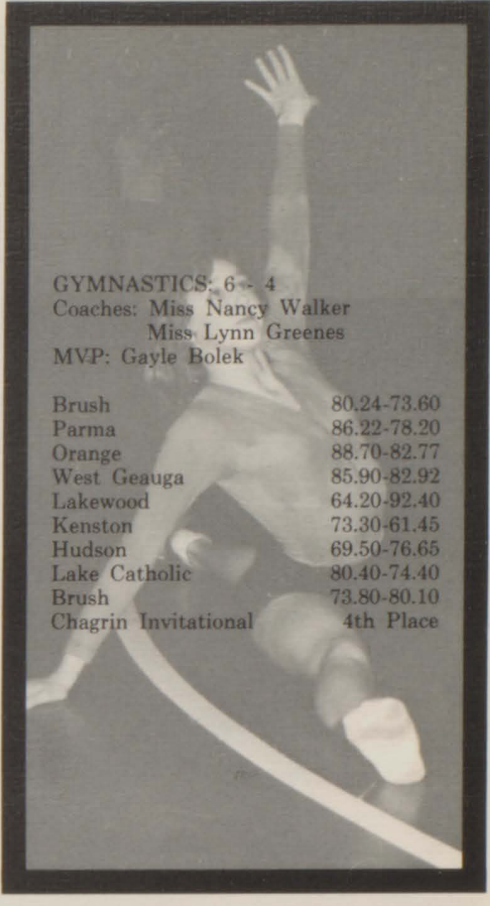 GYMNASTICS: 6 - 4
Coaches: Miss Nancy Walker
Miss Lynn Greenes
MVP: Gayle Bolek
Brush 80.24-73.60
Parma 86.22-78.20
Orange 88.70-82.77
West Geauga 85.90-82.92
Lakewood 64.20-92.40
Kenston 73.30-61.45
Hudson 69.50-76.65
Lake Catholic 80.40-74.40
Brush 73.80-80.10
Chagrin Invitational 4th Place